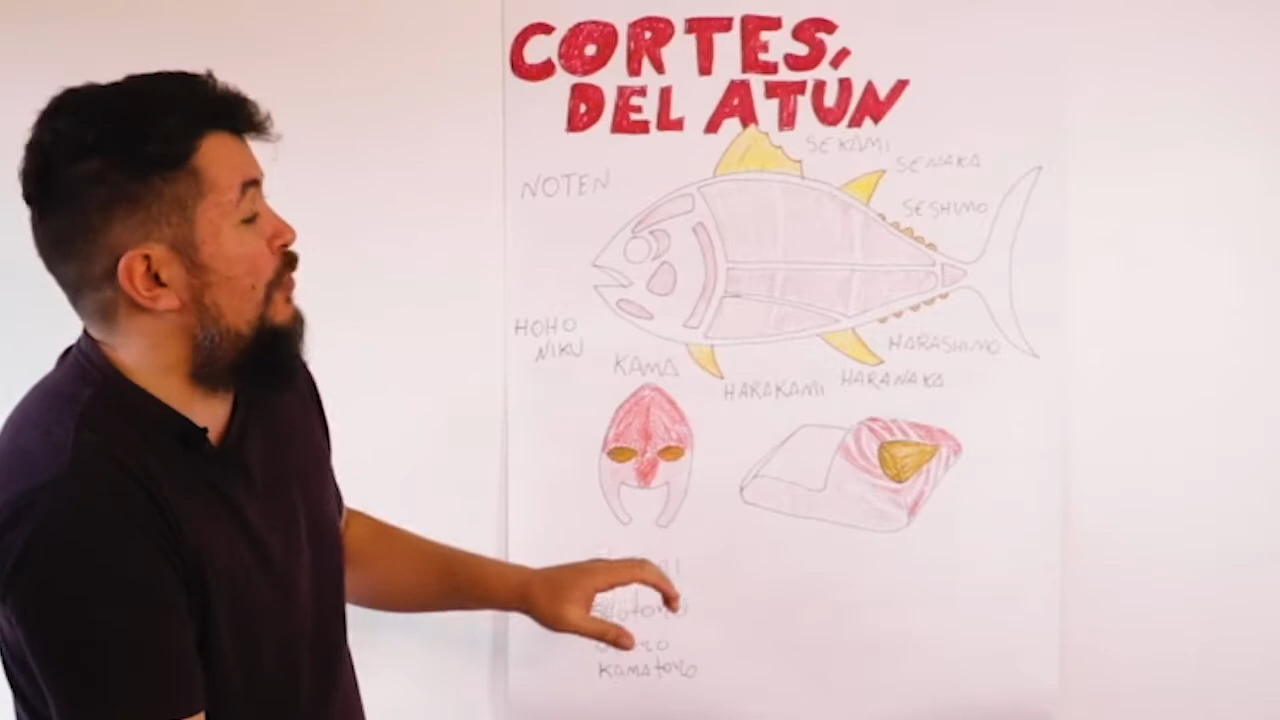 CORTES,
DEL ATÚN
SEKAMI
SENAKA
NOTEN
SESHIMO
HOHO
NIKU
HARASHIMO
KAMA
HARANAKA
HARAKAMI
KAMATORO